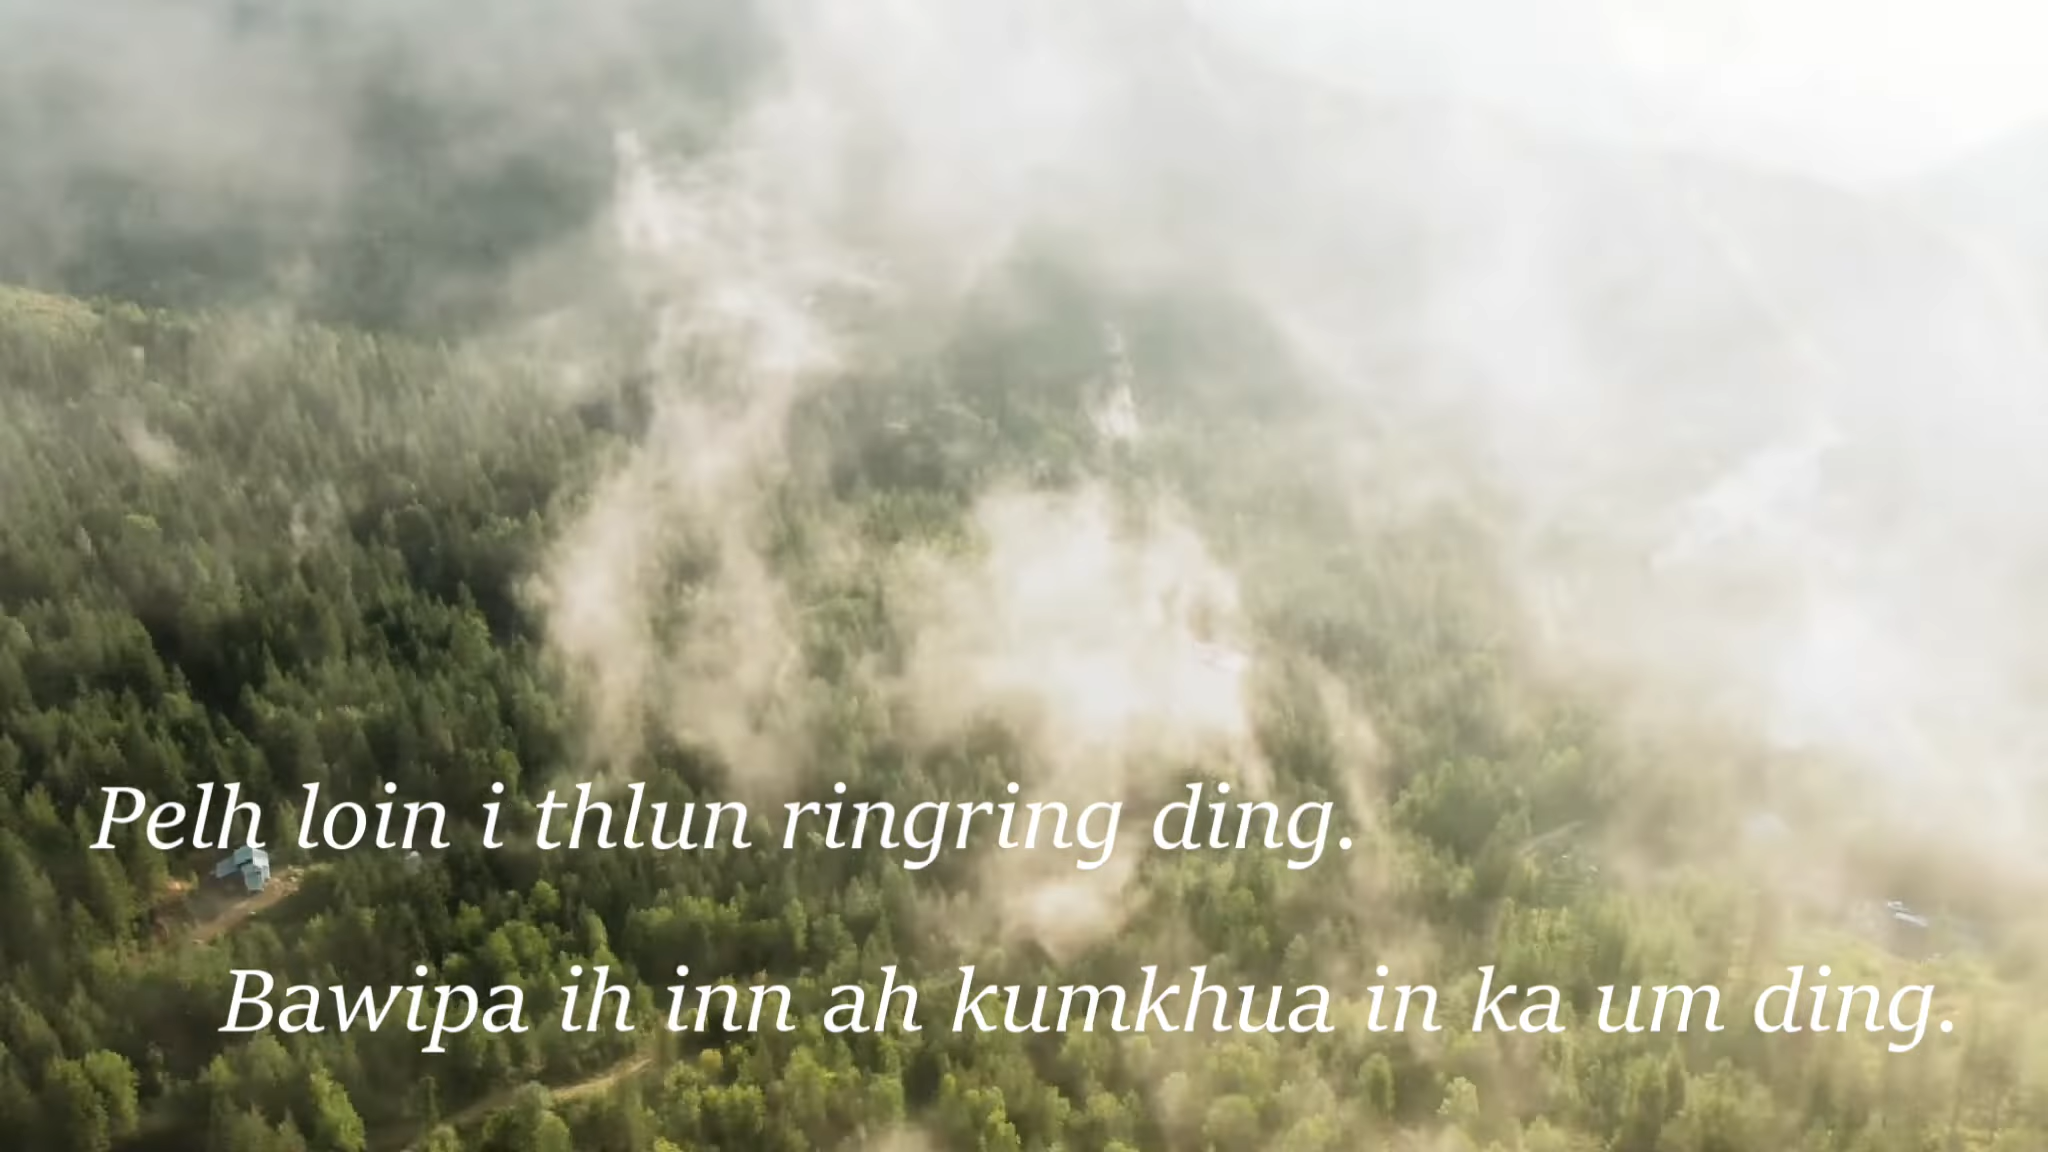 Pelh loin i thlun ringring ding.
Bawipa ih inn ah kumkhua in ka um ding.